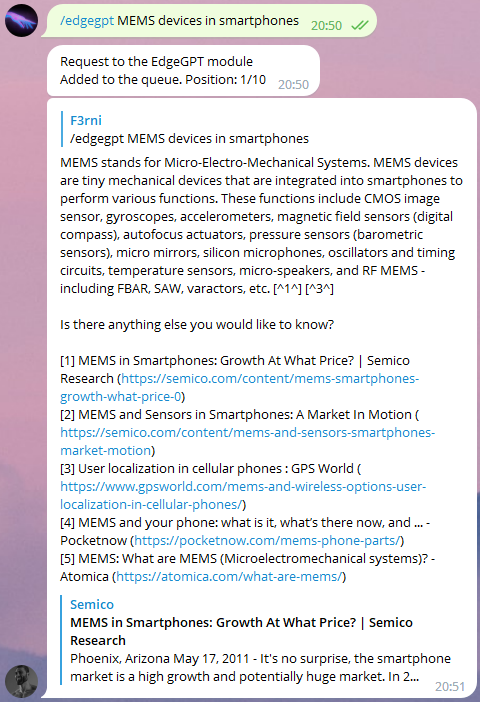 /edgegpt MEMS devices in smartphones 20:50
Request to the EdgeGPT module
Added to the queue. Position: 1/10 20:50
F3rni
/edgegpt MEMS devices in smartphones
MEMS stands for Micro-Electro-Mechanical Systems. MEMS devices
are tiny mechanical devices that are integrated into smartphones to
perform various functions. These functions include CMOS image
sensor, gyroscopes, accelerometers, magnetic field sensors (digital
compass), autofocus actuators, pressure sensors (barometric
sensors), micro mirrors, silicon microphones, oscillators and timing
circuits, temperature sensors, micro-speakers, and RF MEMS -
including FBAR, SAW, varactors, etc. [^1^] [^3^]
Is there anything else you would like to know?
[1] MEMS in Smartphones: Growth At What Price? | Semico
Research (https://semico.com/content/mems-smartphones-
growth-what-price-0)
[2] MEMS and Sensors in Smartphones: A Market In Motion (
https://semico.com/content/mems-and-sensors-smartphones-
market-motion)
[3] User localization in cellular phones : GPS World (
https://www.gpsworld.com/mems-and-wireless-options-user-
localization-in-cellular-phones/)
[4] MEMS and your phone: what is it, what’s there now, and ... -
Pocketnow (https://pocketnow.com/mems-phone-parts/)
[5] MEMS: What are MEMS (Microelectromechanical systems)? -
Atomica (https://atomica.com/what-are-mems/)
Semico
MEMS in Smartphones: Growth At What Price? | Semico
Research
Phoenix, Arizona May 17, 2011 - It's no surprise, the smartphone
market is a high growth and potentially huge market. In 2... 20:51